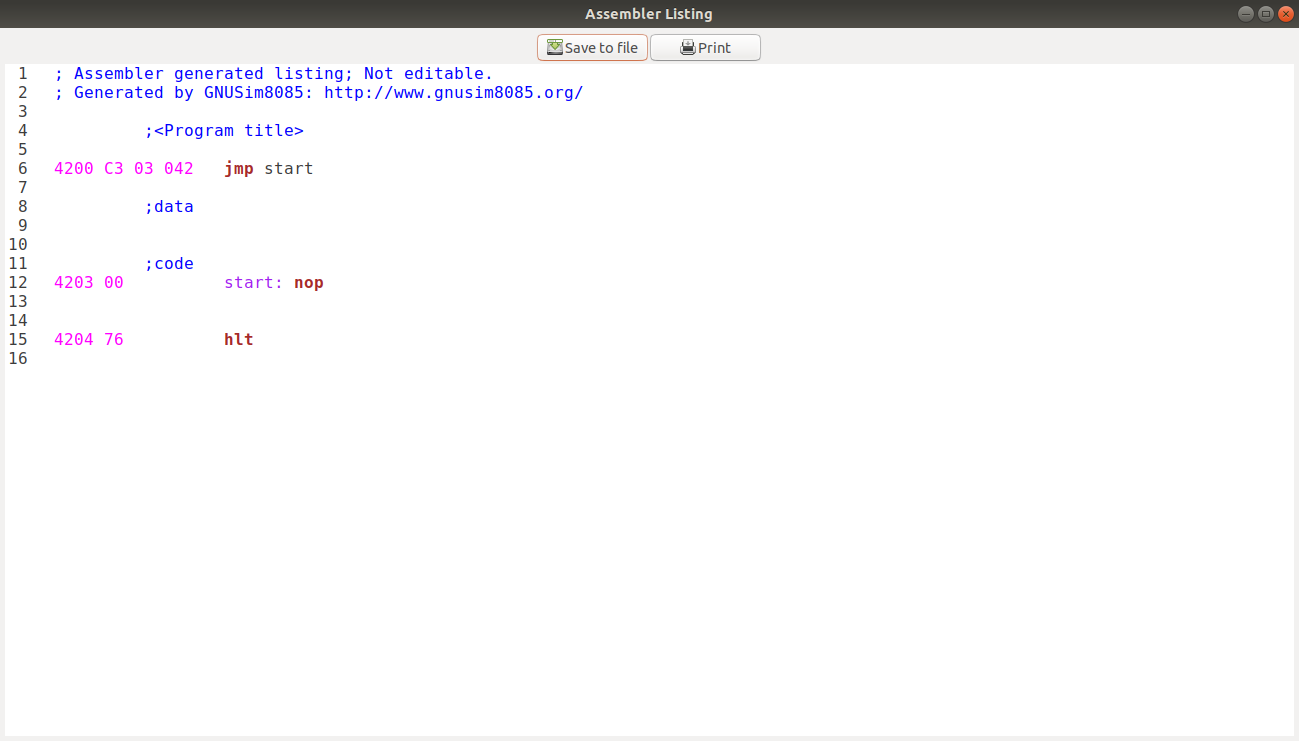 Assembler Listing
Save to file Print
1 ; Assembler generated listing; Not editable.
2 ; Generated by GNUSim8085: http://www.gnusim8085.org/
3
4 ;<Program title>
5
6 4200 C3 03 042 jmp start
7
8 ;data
9
10
11 ;code
12 4203 00 start: nop
13
14
15 4204 76 hlt
16